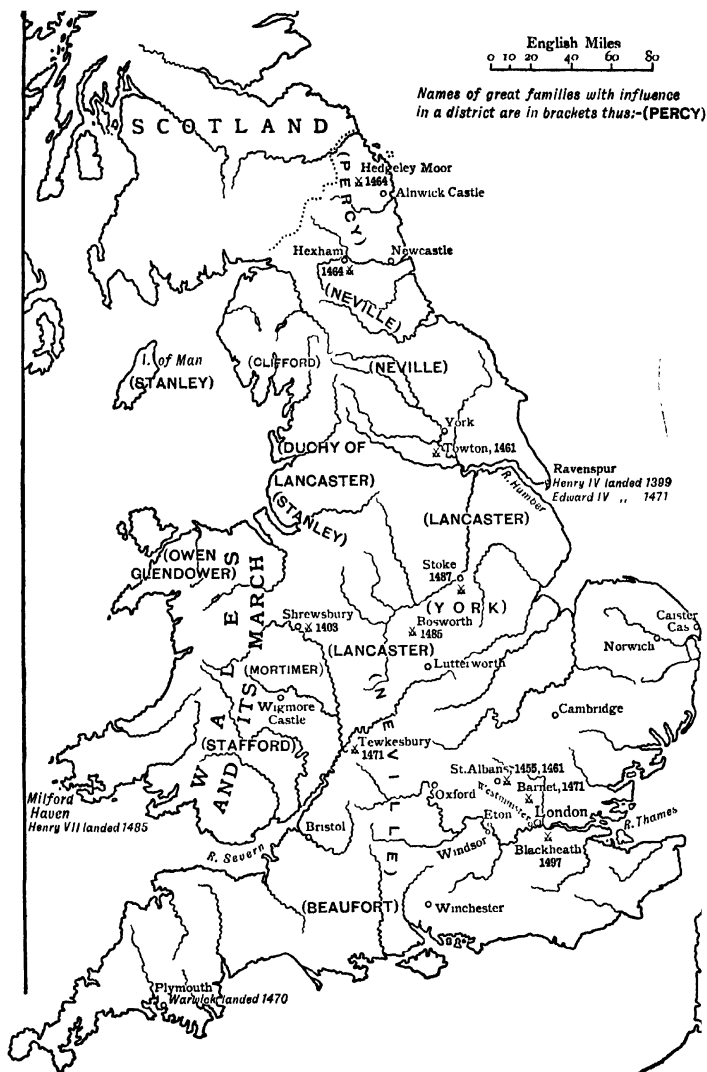 English Miles
0 10 20 40 60 80
Names of great families with influence
in a district are in brackets thus:-(PERCY)
SCOTLAND
(PERCY)
Hedgeley Moor
1464
Alnwick Castle
Hexham
1464
Newcastle
(NEVILLE)
I. of Man
(STANLEY)
(CLIFFORD)
(NEVILLE)
York
Towton, 1461
(DUCHY OF
LANCASTER)
(STANLEY)
Ravenspur
Henry IV landed 1399
Edward IV ,, 1471
R. Humber
(LANCASTER)
(OWEN
GLENDOWER)
WALES
AND ITS MARCH
Stoke
1487
(YORK)
Shrewsbury
1403
Bosworth
1485
(LANCASTER)
Lutterworth
Caister
Cas.
Norwich
(MORTIMER)
Wigmore
Castle
(NEVILLE)
Cambridge
(STAFFORD)
Tewkesbury
1471
St.Albans, 1455, 1461
Barnet, 1471
Oxford
Westminster
London
Eton
Windsor
R. Thames
Blackheath
1497
Milford
Haven
Henry VII landed 1485
Bristol
R. Severn
(BEAUFORT)
Winchester
Plymouth
Warwick landed 1470